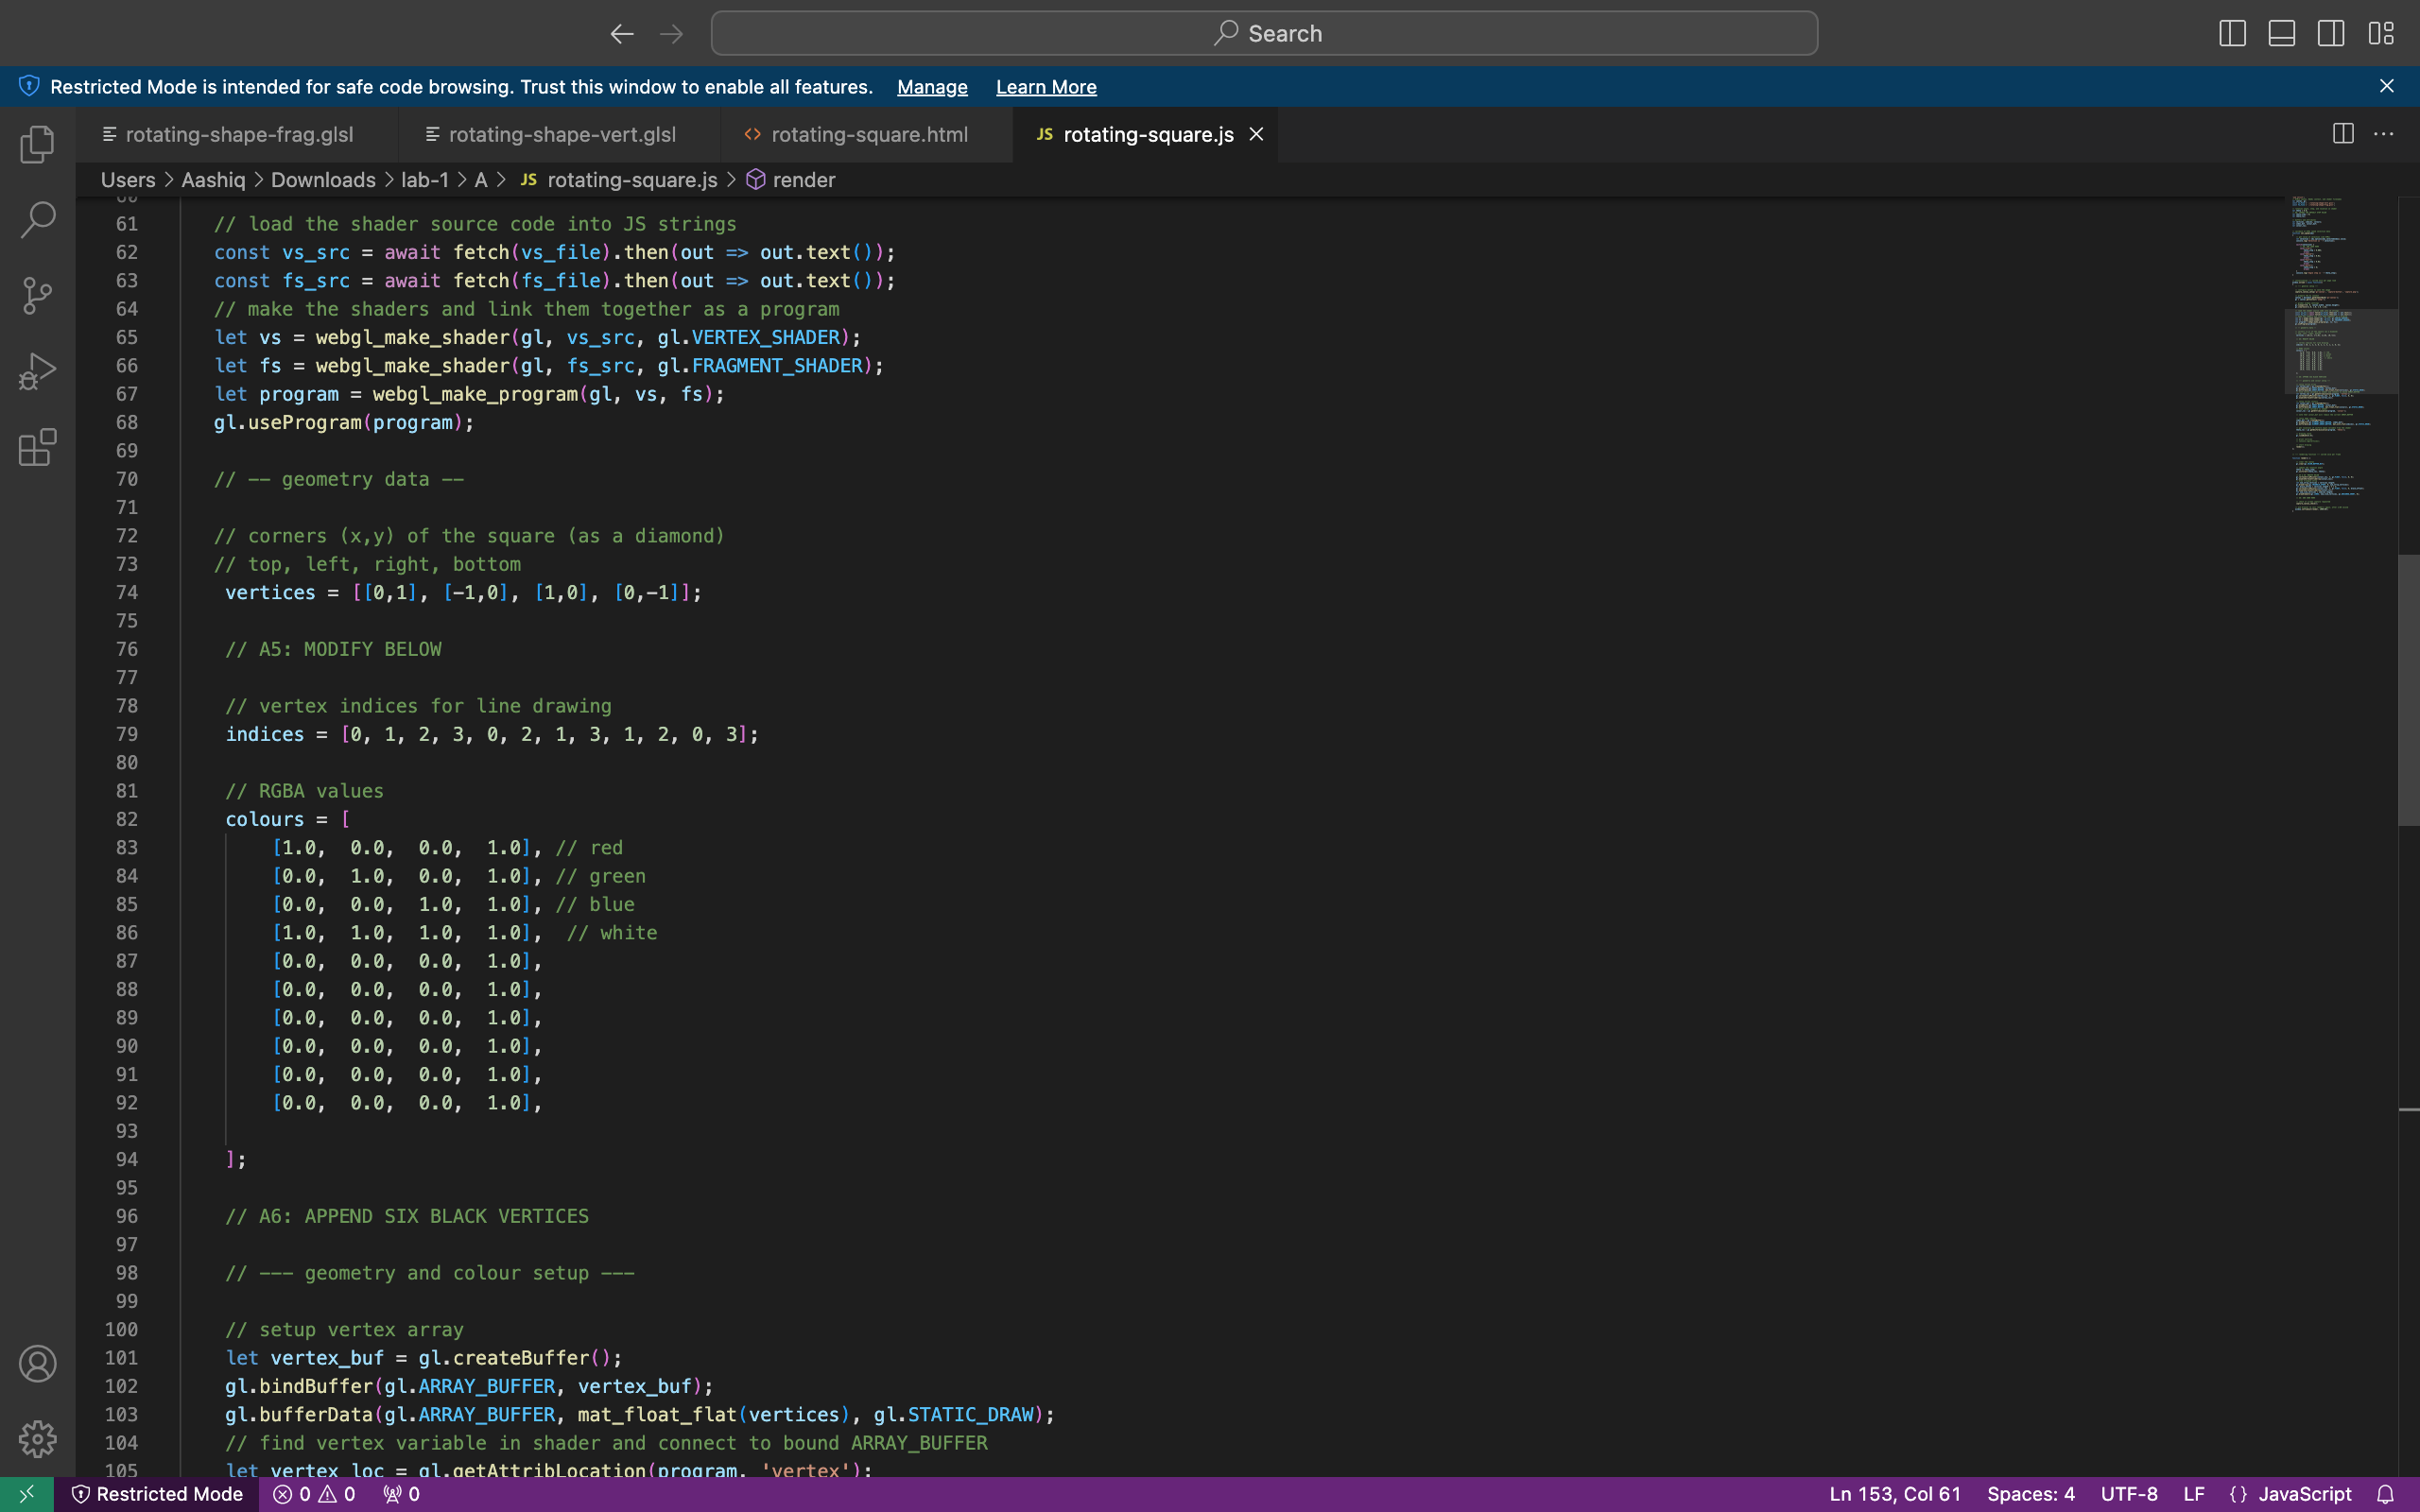 Search
Restricted Mode is intended for safe code browsing. Trust this window to enable all features. Manage Learn More
rotating-shape-frag.glsl rotating-shape-vert.glsl <> rotating-square.html JS rotating-square.js
Users > Aashiq > Downloads > lab-1 > A > JS rotating-square.js > render
60
61 // load the shader source code into JS strings
62 const vs_src = await fetch(vs_file).then(out => out.text());
63 const fs_src = await fetch(fs_file).then(out => out.text());
64 // make the shaders and link them together as a program
65 let vs = webgl_make_shader(gl, vs_src, gl.VERTEX_SHADER);
66 let fs = webgl_make_shader(gl, fs_src, gl.FRAGMENT_SHADER);
67 let program = webgl_make_program(gl, vs, fs);
68 gl.useProgram(program);
69
70 // -- geometry data --
71
72 // corners (x,y) of the square (as a diamond)
73 // top, left, right, bottom
74 vertices = [[0,1], [-1,0], [1,0], [0,-1]];
75
76 // A5: MODIFY BELOW
77
78 // vertex indices for line drawing
79 indices = [0, 1, 2, 3, 0, 2, 1, 3, 1, 2, 0, 3];
80
81 // RGBA values
82 colours = [
83 [1.0, 0.0, 0.0, 1.0], // red
84 [0.0, 1.0, 0.0, 1.0], // green
85 [0.0, 0.0, 1.0, 1.0], // blue
86 [1.0, 1.0, 1.0, 1.0], // white
87 [0.0, 0.0, 0.0, 1.0],
88 [0.0, 0.0, 0.0, 1.0],
89 [0.0, 0.0, 0.0, 1.0],
90 [0.0, 0.0, 0.0, 1.0],
91 [0.0, 0.0, 0.0, 1.0],
92 [0.0, 0.0, 0.0, 1.0],
93
94 ];
95
96 // A6: APPEND SIX BLACK VERTICES
97
98 // --- geometry and colour setup ---
99
100 // setup vertex array
101 let vertex_buf = gl.createBuffer();
102 gl.bindBuffer(gl.ARRAY_BUFFER, vertex_buf);
103 gl.bufferData(gl.ARRAY_BUFFER, mat_float_flat(vertices), gl.STATIC_DRAW);
104 // find vertex variable in shader and connect to bound ARRAY_BUFFER
105 let vertex_loc = gl.getAttribLocation(program, 'vertex');
Restricted Mode 0 0 0 Ln 153, Col 61 Spaces: 4 UTF-8 LF {} JavaScript